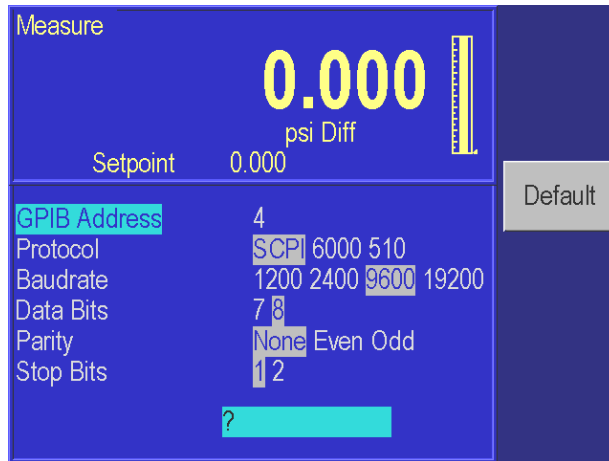 Measure
0.000
psi Diff
Setpoint 0.000
Default
GPIB Address 4
Protocol SCPI 6000 510
Baudrate 1200 2400 9600 19200
Data Bits 7 8
Parity None Even Odd
Stop Bits 1 2
?